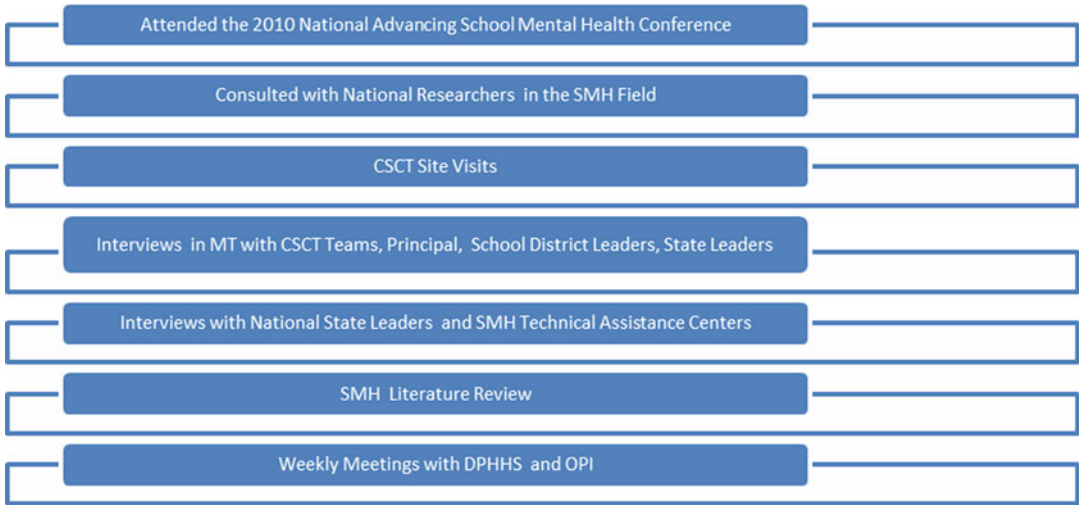 Attended the 2010 National Advancing School Mental Health Conference
Consulted with National Researchers in the SMH Field
CSCT Site Visits
Interviews in MT with CSCT Teams, Principal, School District Leaders, State Leaders
Interviews with National State Leaders and SMH Technical Assistance Centers
SMH Literature Review
Weekly Meetings with DPHHS and OPI